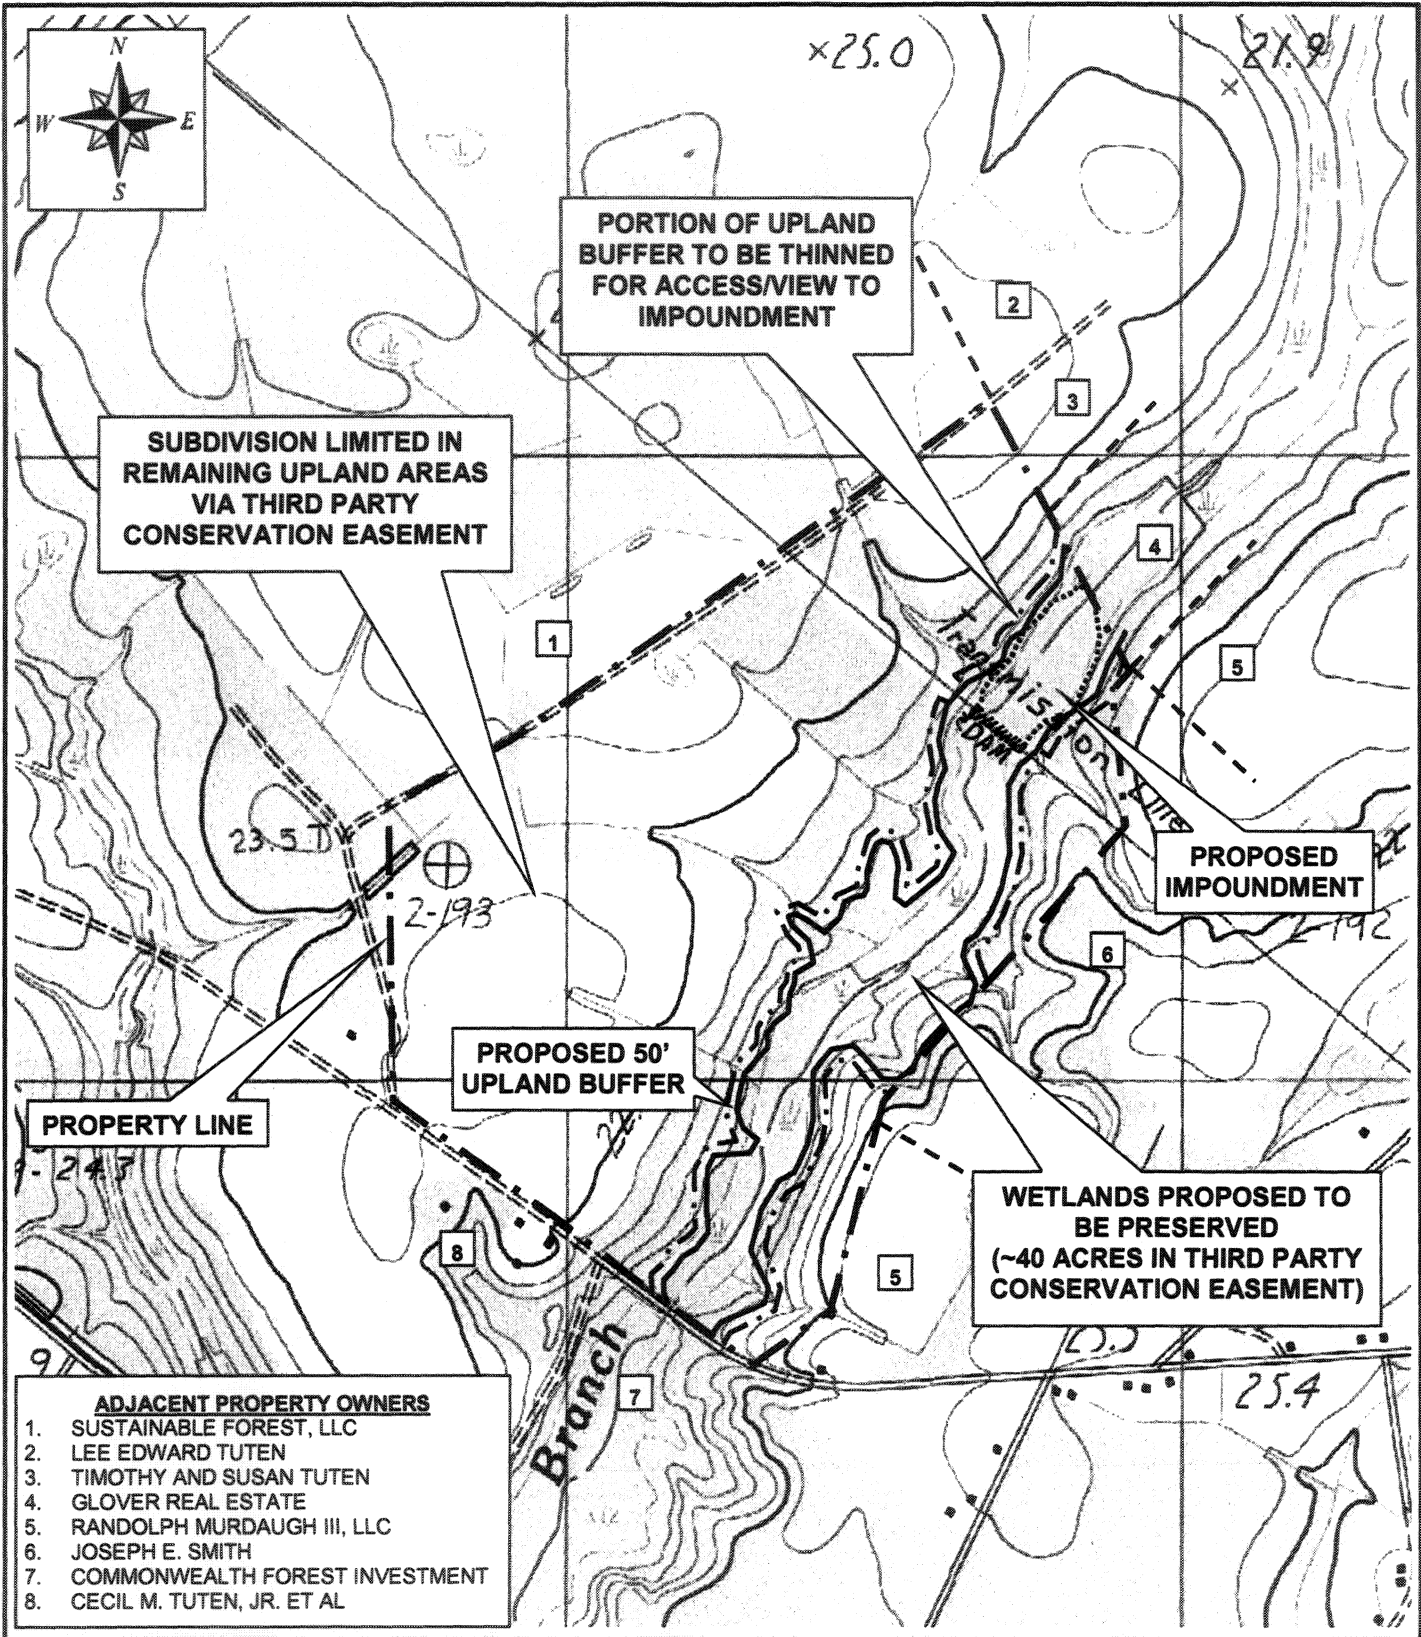 N
W
E
S
×25.0
21.9
PORTION OF UPLAND
BUFFER TO BE THINNED
FOR ACCESS/VIEW TO
IMPOUNDMENT
2
3
SUBDIVISION LIMITED IN
REMAINING UPLAND AREAS
VIA THIRD PARTY
CONSERVATION EASEMENT
4
1
5
Transmission Line
DAM
23.5 T
2-193
PROPOSED
IMPOUNDMENT
2-192
6
PROPOSED 50'
UPLAND BUFFER
PROPERTY LINE
24.3
WETLANDS PROPOSED TO
BE PRESERVED
(~40 ACRES IN THIRD PARTY
CONSERVATION EASEMENT)
8
5
25.4
7
Branch
ADJACENT PROPERTY OWNERS
1. SUSTAINABLE FOREST, LLC
2. LEE EDWARD TUTEN
3. TIMOTHY AND SUSAN TUTEN
4. GLOVER REAL ESTATE
5. RANDOLPH MURDAUGH III, LLC
6. JOSEPH E. SMITH
7. COMMONWEALTH FOREST INVESTMENT
8. CECIL M. TUTEN, JR. ET AL